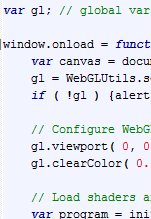 var gl; // global var
window.onload = funct
var canvas = docu
gl = WebGLUtils.se
if ( !gl ) {alert
// Configure WebG
gl.viewport( 0, 0
gl.clearColor( 0.
// Load shaders a
var program = ini